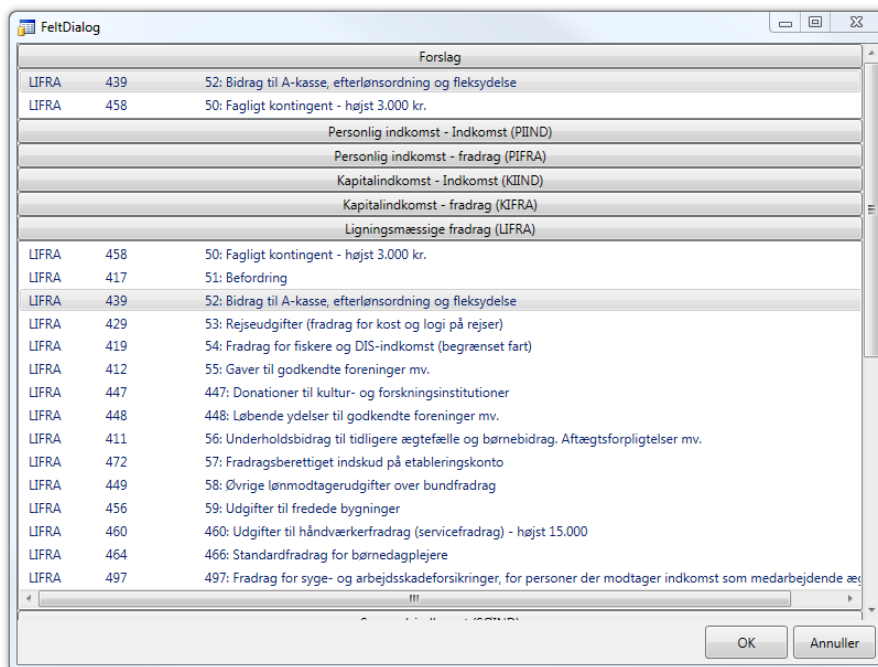 FeltDialog
Forslag
LIFRA 439 52: Bidrag til A-kasse, efterlønsordning og fleksydelse
LIFRA 458 50: Fagligt kontingent - højst 3.000 kr.
Personlig indkomst - Indkomst (PIIND)
Personlig indkomst - fradrag (PIFRA)
Kapitalindkomst - Indkomst (KIIND)
Kapitalindkomst - fradrag (KIFRA)
Ligningsmæssige fradrag (LIFRA)
LIFRA 458 50: Fagligt kontingent - højst 3.000 kr.
LIFRA 417 51: Befordring
LIFRA 439 52: Bidrag til A-kasse, efterlønsordning og fleksydelse
LIFRA 429 53: Rejseudgifter (fradrag for kost og logi på rejser)
LIFRA 419 54: Fradrag for fiskere og DIS-indkomst (begrænset fart)
LIFRA 412 55: Gaver til godkendte foreninger mv.
LIFRA 447 447: Donationer til kultur- og forskningsinstitutioner
LIFRA 448 448: Løbende ydelser til godkendte foreninger mv.
LIFRA 411 56: Underholdsbidrag til tidligere ægtefælle og børnebidrag. Aftægtsforpligtelser mv.
LIFRA 472 57: Fradragsberettiget indskud på etableringskonto
LIFRA 449 58: Øvrige lønmodtagerudgifter over bundfradrag
LIFRA 456 59: Udgifter til fredede bygninger
LIFRA 460 460: Udgifter til håndværkerfradrag (servicefradrag) - højst 15.000
LIFRA 464 466: Standardfradrag for børnedagplejere
LIFRA 497 497: Fradrag for syge- og arbejdsskadeforsikringer, for personer der modtager indkomst som medarbejdende
OK Annuller